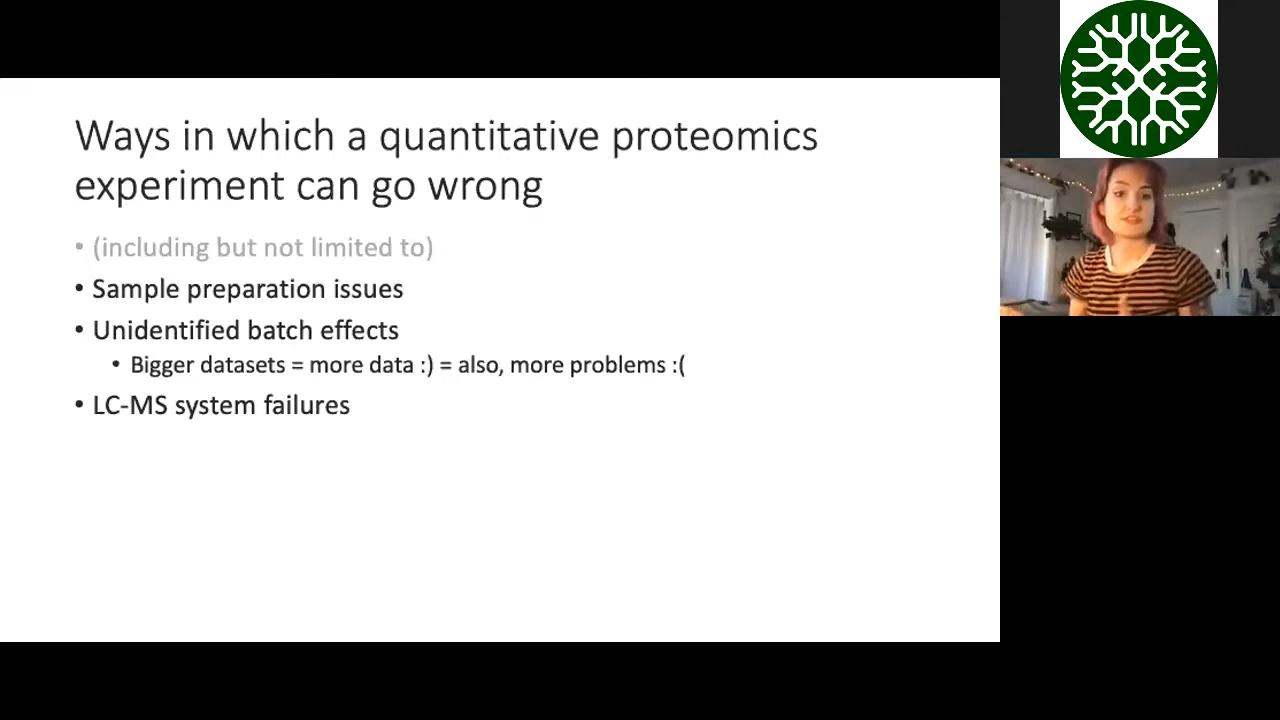 Ways in which a quantitative proteomics
experiment can go wrong
• (including but not limited to)
• Sample preparation issues
• Unidentified batch effects
• Bigger datasets = more data :) = also, more problems :(
• LC-MS system failures